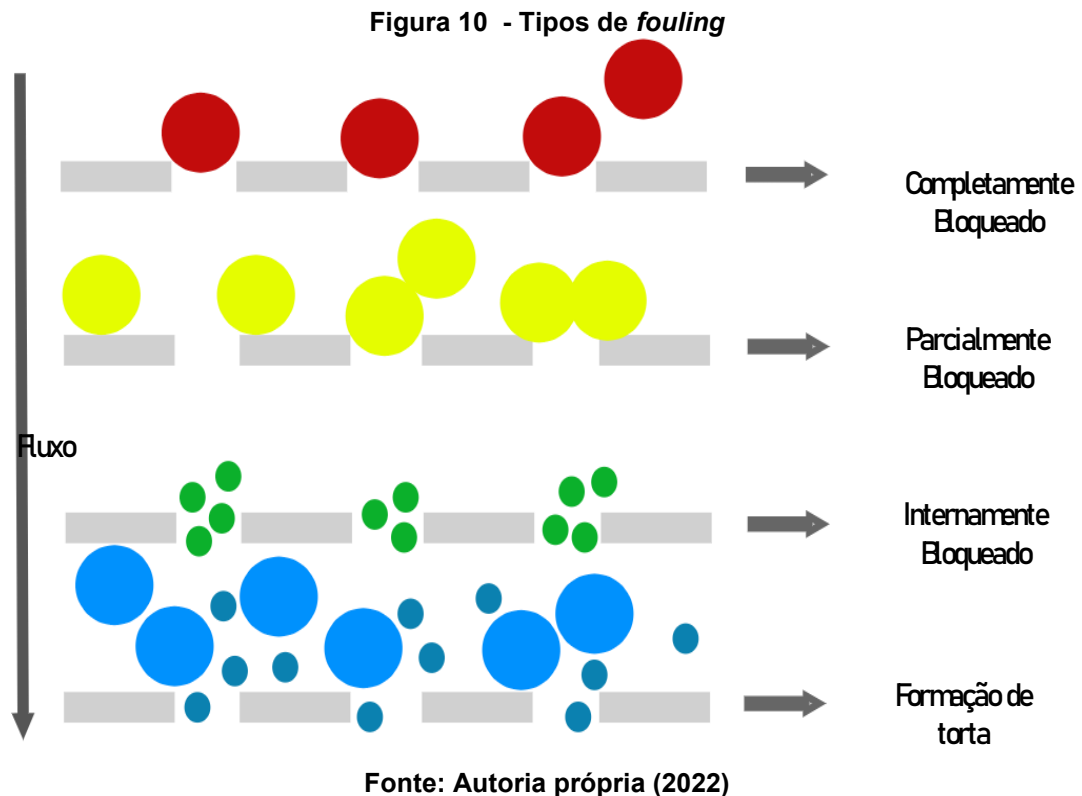 Figura 10 - Tipos de fouling
Completamente
Bloqueado
Parcialmente
Bloqueado
Fluxo
Internamente
Bloqueado
Formação de
torta
Fonte: Autoria própria (2022)